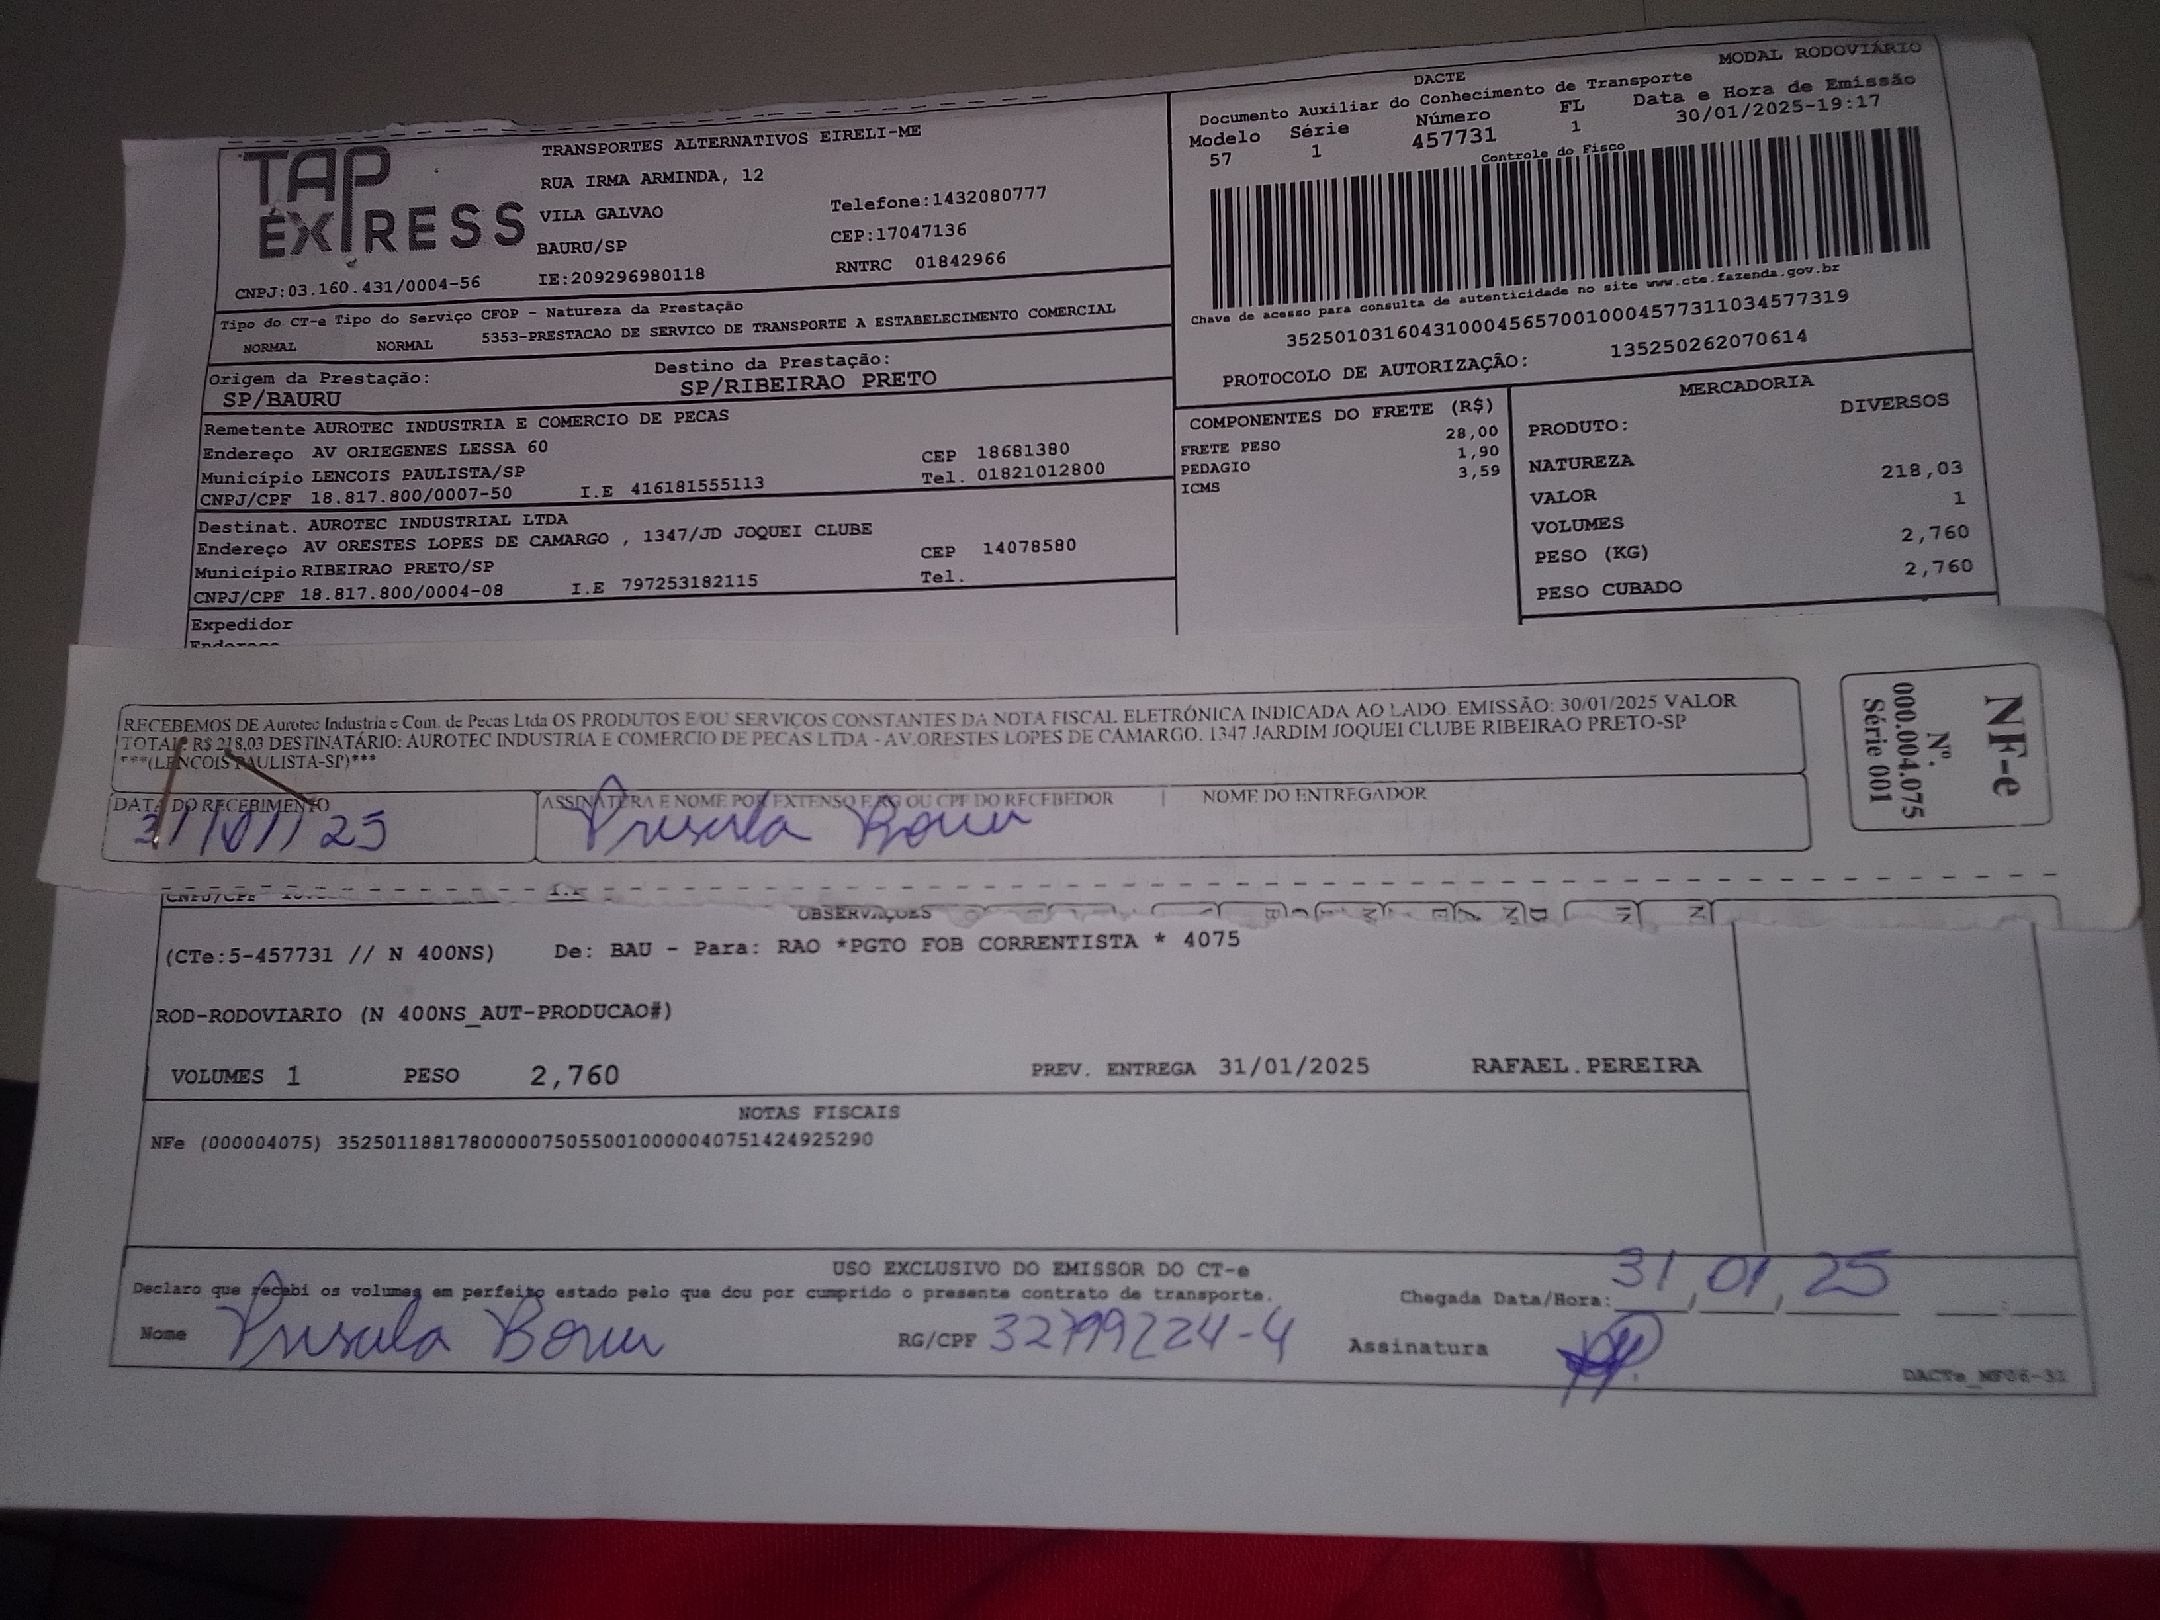 MODAL RODOVIÁRIO
DACTE
Documento Auxiliar do Conhecimento de Transporte
Modelo Série Número FL Data e Hora de Emissão
57 1 457731 1 30/01/2025-19:17
Controle do Fisco
TAP EXPRESS
TRANSPORTES ALTERNATIVOS EIRELI-ME
RUA IRMA ARMINDA, 12
VILA GALVAO Telefone:1432080777
BAURU/SP CEP:17047136
CNPJ:03.160.431/0004-56 IE:209296980118 RNTRC 01842966
Chave de acesso para consulta de autenticidade no site www.cte.fazenda.gov.br
35250103160431000456570010004577311034577319
PROTOCOLO DE AUTORIZAÇÃO: 135250262070614
Tipo do CT-e Tipo do Serviço CFOP - Natureza da Prestação
NORMAL NORMAL 5353-PRESTACAO DE SERVICO DE TRANSPORTE A ESTABELECIMENTO COMERCIAL
Origem da Prestação: Destino da Prestação:
SP/BAURU SP/RIBEIRAO PRETO
Remetente AUROTEC INDUSTRIA E COMERCIO DE PECAS
Endereço AV ORIEGENES LESSA 60 CEP 18681380
Município LENCOIS PAULISTA/SP Tel. 01821012800
CNPJ/CPF 18.817.800/0007-50 I.E 416181555113
Destinat. AUROTEC INDUSTRIAL LTDA
Endereço AV ORESTES LOPES DE CAMARGO , 1347/JD JOQUEI CLUBE
Município RIBEIRAO PRETO/SP CEP 14078580
CNPJ/CPF 18.817.800/0004-08 I.E 797253182115 Tel.
Expedidor
COMPONENTES DO FRETE (R$)
FRETE PESO 28,00
PEDAGIO 1,90
ICMS 3,59
MERCADORIA
PRODUTO: DIVERSOS
NATUREZA
VALOR 218,03
VOLUMES 1
PESO (KG) 2,760
PESO CUBADO 2,760
RECEBEMOS DE Aurotec Industria e Com. de Pecas Ltda OS PRODUTOS E/OU SERVIÇOS CONSTANTES DA NOTA FISCAL ELETRÔNICA INDICADA AO LADO. EMISSÃO: 30/01/2025 VALOR
TOTAL: R$ 218,03 DESTINATÁRIO: AUROTEC INDUSTRIA E COMERCIO DE PECAS LTDA - AV.ORESTES LOPES DE CAMARGO, 1347 JARDIM JOQUEI CLUBE RIBEIRAO PRETO-SP
***(LENCOIS PAULISTA-SP)***
DATA DO RECEBIMENTO ASSINATURA E NOME POR EXTENSO E RG OU CPF DO RECEBEDOR NOME DO ENTREGADOR
31/01/25 Priscila
NF-e
Nº.
000.004.075
Série 001
CNPJ/CPF I.E
OBSERVAÇOES
(CTe:5-457731 // N 400NS) De: BAU - Para: RAO *PGTO FOB CORRENTISTA * 4075
ROD-RODOVIARIO (N 400NS_AUT-PRODUCAO#)
VOLUMES 1 PESO 2,760 PREV. ENTREGA 31/01/2025 RAFAEL.PEREIRA
NOTAS FISCAIS
NFe (000004075) 35250118817800000750550010000040751424925290
USO EXCLUSIVO DO EMISSOR DO CT-e
Declaro que recebi os volumes em perfeito estado pelo que dou por cumprido o presente contrato de transporte.
Chegada Data/Hora: 31, 01, 25
Nome Priscila RG/CPF 32799224-4 Assinatura